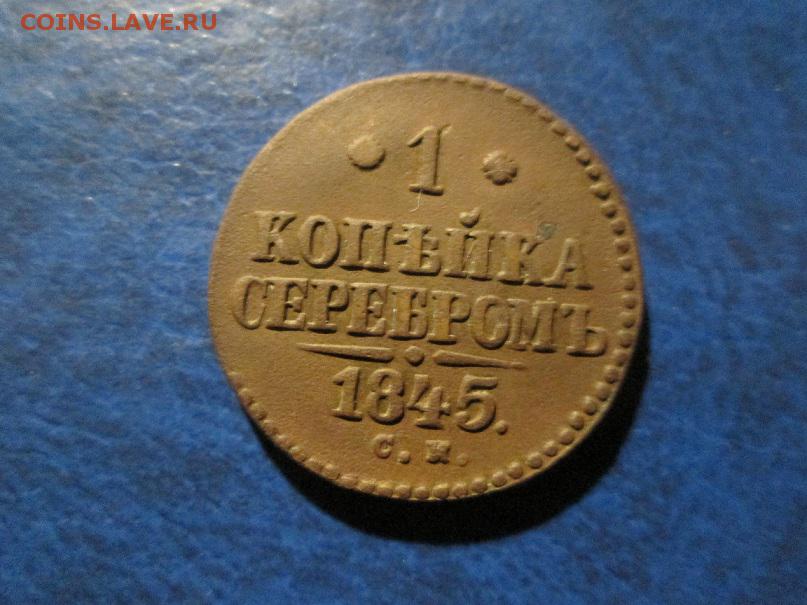 COINS.LAVE.RU
• 1 •
КОПѢЙКА
СЕРЕБРОМЪ
1845.
С. М.